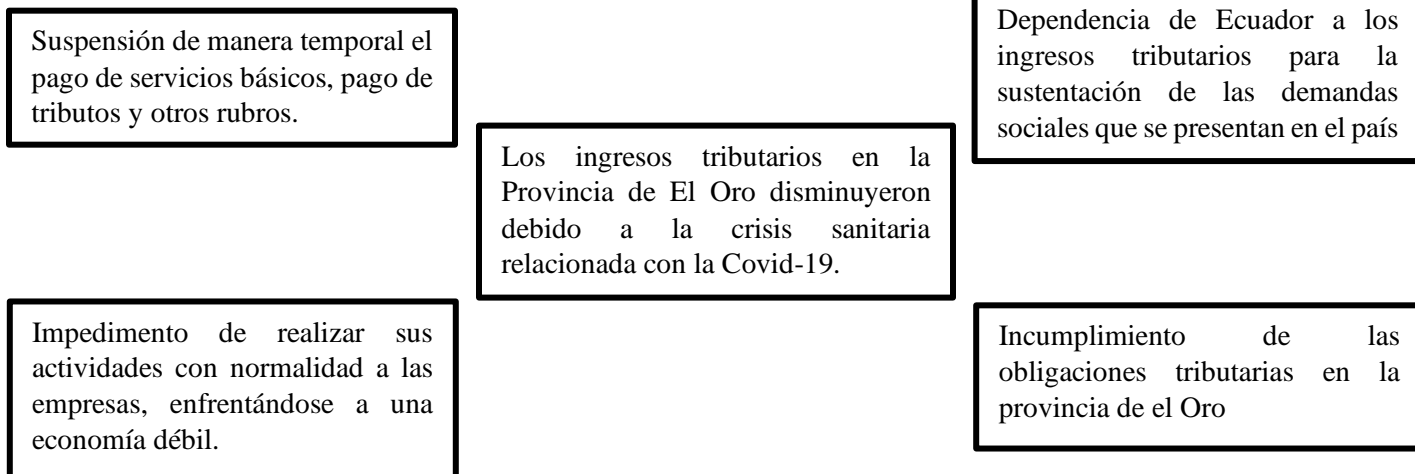 Suspensión de manera temporal el
pago de servicios básicos, pago de
tributos y otros rubros.
Dependencia de Ecuador a los
ingresos tributarios para la
sustentación de las demandas
sociales que se presentan en el país
Los ingresos tributarios en la
Provincia de El Oro disminuyeron
debido a la crisis sanitaria
relacionada con la Covid-19.
Impedimento de realizar sus
actividades con normalidad a las
empresas, enfrentándose a una
economía débil.
Incumplimiento de las
obligaciones tributarias en la
provincia de el Oro